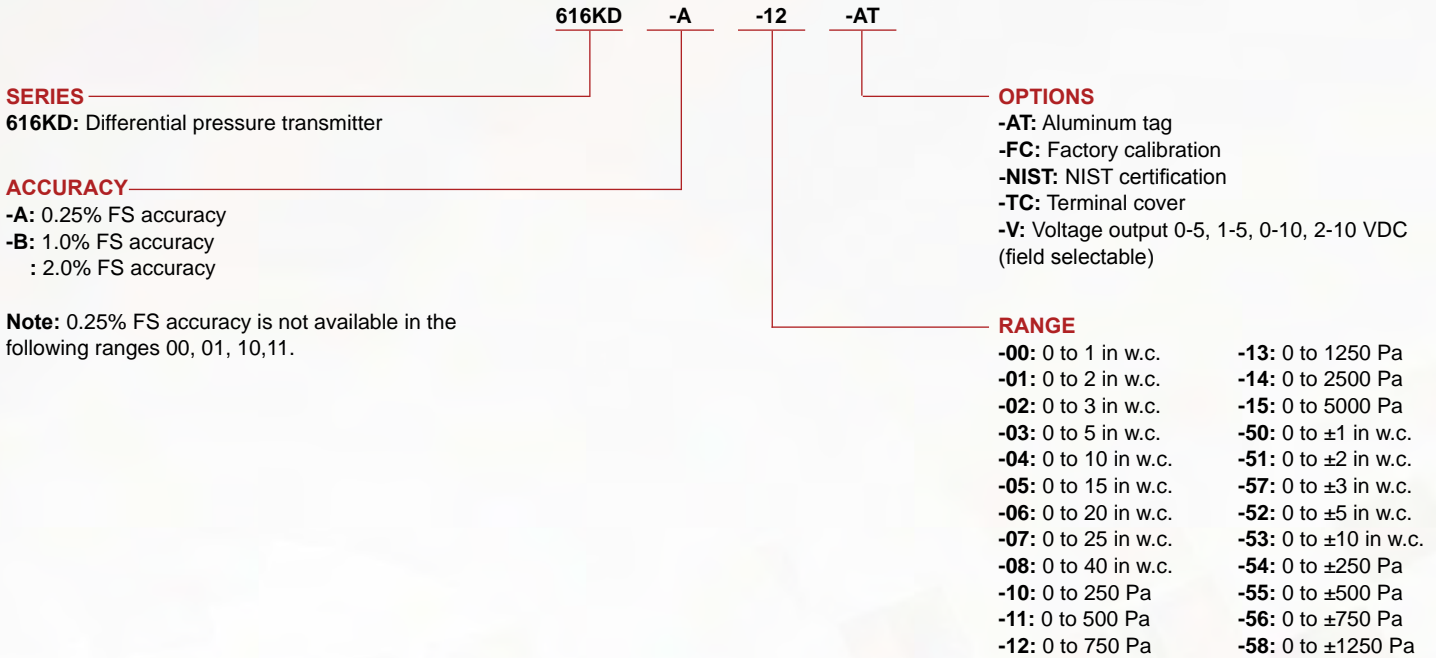 616KD -A -12 -AT
SERIES
616KD: Differential pressure transmitter
ACCURACY
-A: 0.25% FS accuracy
-B: 1.0% FS accuracy
: 2.0% FS accuracy
Note: 0.25% FS accuracy is not available in the
following ranges 00, 01, 10,11.
OPTIONS
-AT: Aluminum tag
-FC: Factory calibration
-NIST: NIST certification
-TC: Terminal cover
-V: Voltage output 0-5, 1-5, 0-10, 2-10 VDC
(field selectable)
RANGE
-00: 0 to 1 in w.c.
-01: 0 to 2 in w.c.
-02: 0 to 3 in w.c.
-03: 0 to 5 in w.c.
-04: 0 to 10 in w.c.
-05: 0 to 15 in w.c.
-06: 0 to 20 in w.c.
-07: 0 to 25 in w.c.
-08: 0 to 40 in w.c.
-10: 0 to 250 Pa
-11: 0 to 500 Pa
-12: 0 to 750 Pa
-13: 0 to 1250 Pa
-14: 0 to 2500 Pa
-15: 0 to 5000 Pa
-50: 0 to ±1 in w.c.
-51: 0 to ±2 in w.c.
-57: 0 to ±3 in w.c.
-52: 0 to ±5 in w.c.
-53: 0 to ±10 in w.c.
-54: 0 to ±250 Pa
-55: 0 to ±500 Pa
-56: 0 to ±750 Pa
-58: 0 to ±1250 Pa